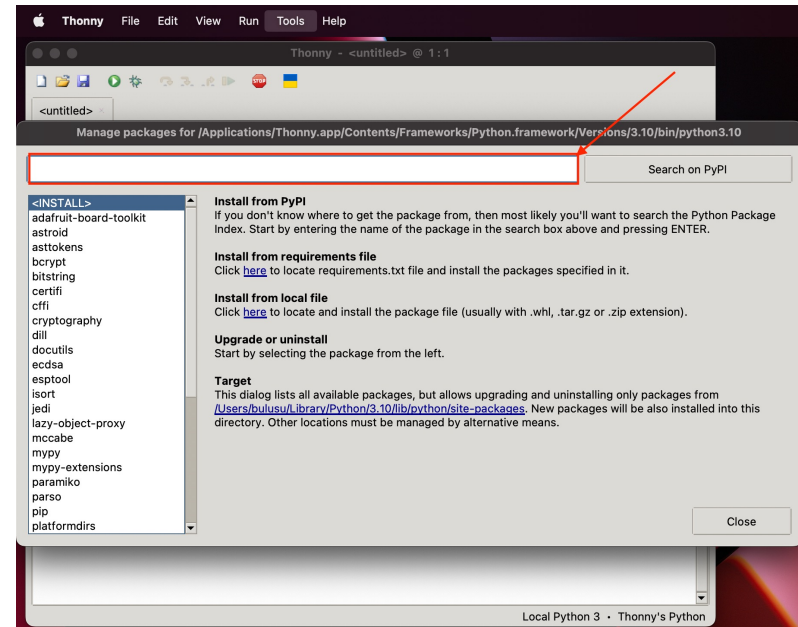 Thonny File Edit View Run Tools Help
Thonny - <untitled> @ 1:1
STOP
<untitled> ×
Manage packages for /Applications/Thonny.app/Contents/Frameworks/Python.framework/Versions/3.10/bin/python3.10
Search on PyPI
<INSTALL>
adafruit-board-toolkit
astroid
asttokens
bcrypt
bitstring
certifi
cffi
cryptography
dill
docutils
ecdsa
esptool
isort
jedi
lazy-object-proxy
mccabe
mypy
mypy-extensions
paramiko
parso
pip
platformdirs
Install from PyPI
If you don't know where to get the package from, then most likely you'll want to search the Python Package
Index. Start by entering the name of the package in the search box above and pressing ENTER.
Install from requirements file
Click here to locate requirements.txt file and install the packages specified in it.
Install from local file
Click here to locate and install the package file (usually with .whl, .tar.gz or .zip extension).
Upgrade or uninstall
Start by selecting the package from the left.
Target
This dialog lists all available packages, but allows upgrading and uninstalling only packages from
/Users/bulusu/Library/Python/3.10/lib/python/site-packages. New packages will be also installed into this
directory. Other locations must be managed by alternative means.
Close
Local Python 3 • Thonny's Python